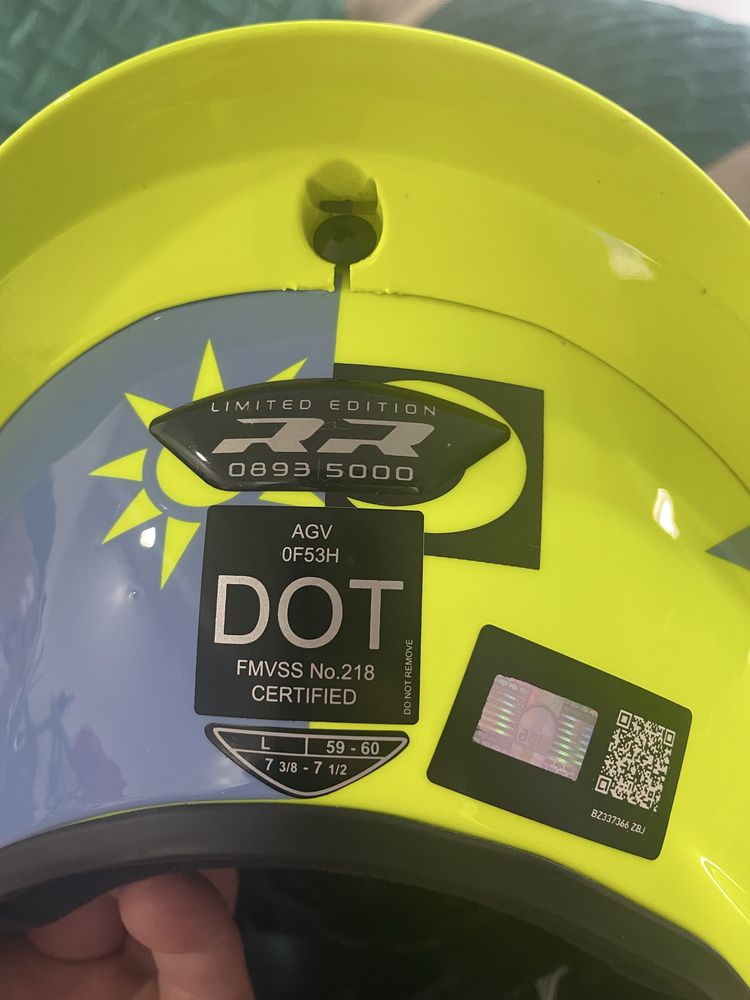 LIMITED EDITION
RR
0893 5000
AGV
0F53H
DOT
FMVSS No.218
CERTIFIED
DO NOT REMOVE
L 59 - 60
7 3/8 - 7 1/2
BZ337366 ZBJ